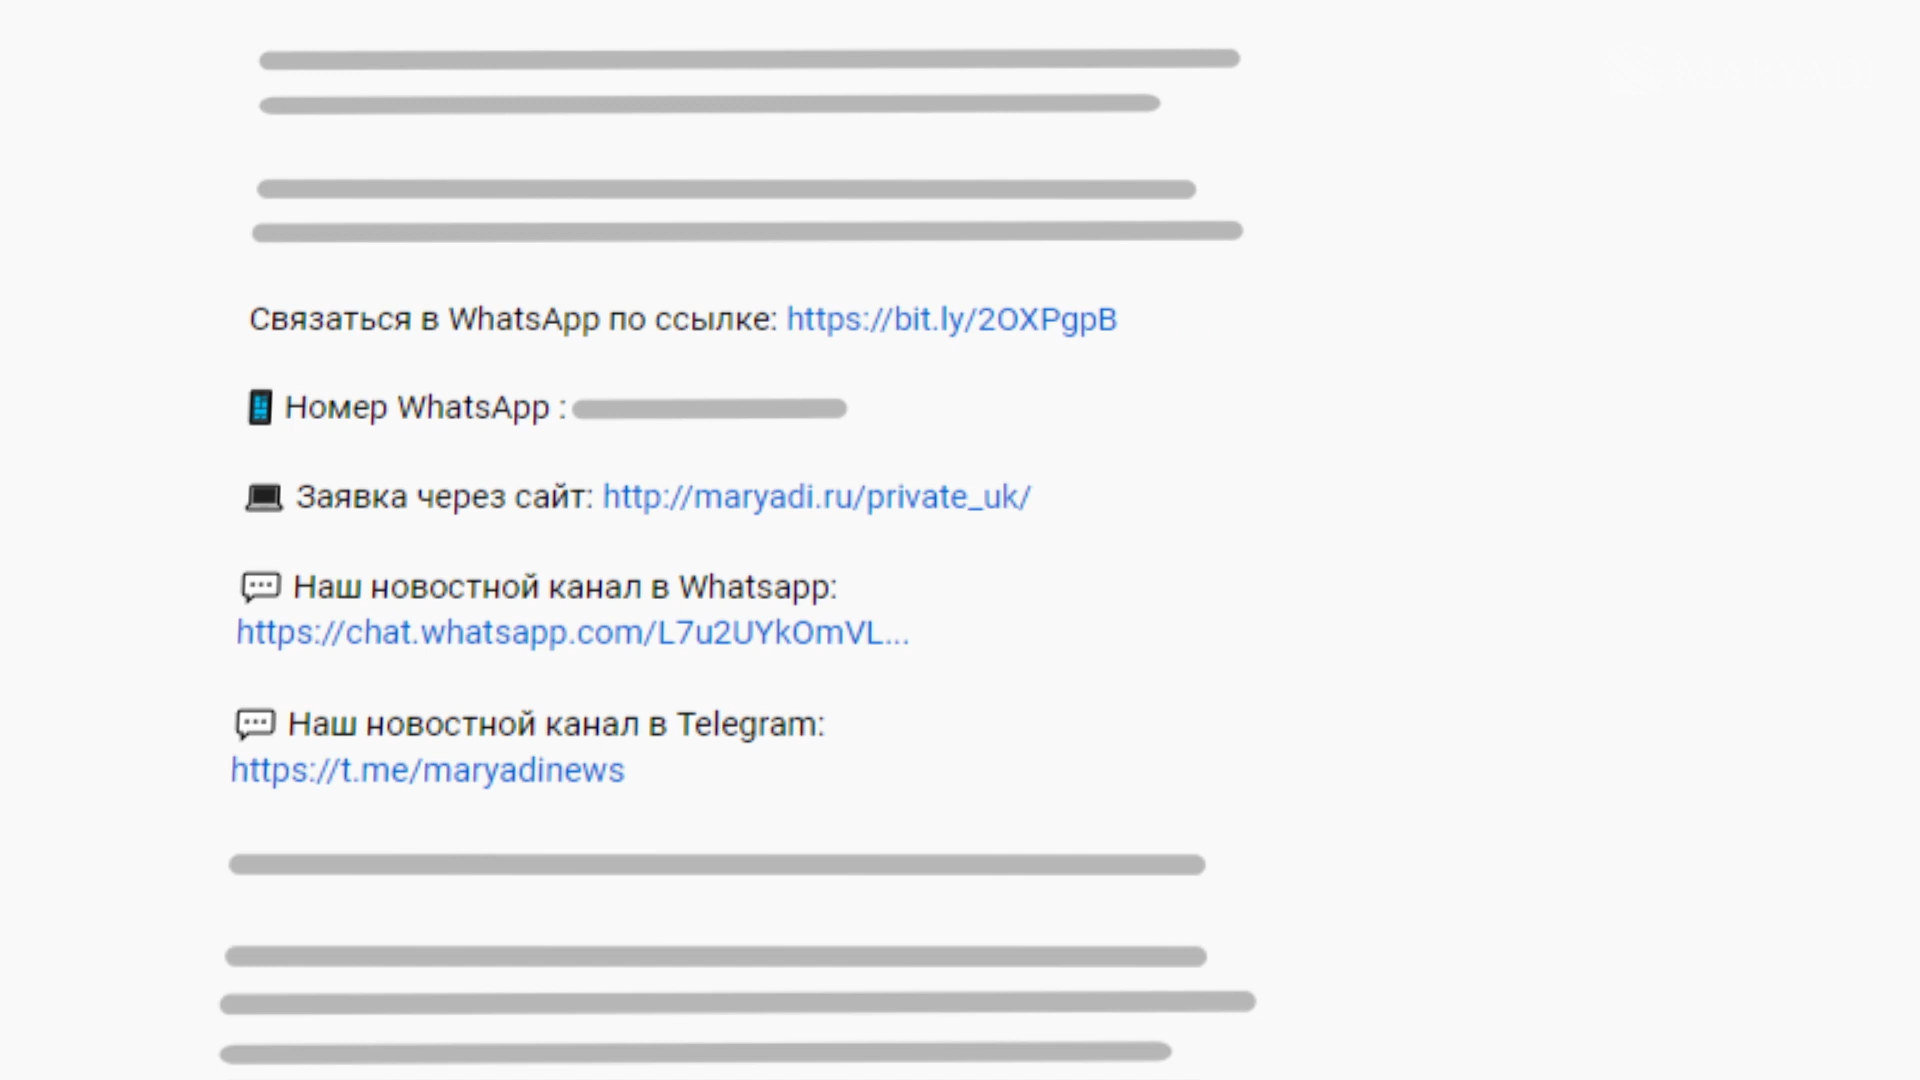 MARYADI
Связаться в WhatsApp по ссылке: https://bit.ly/2OXPgpB
Номер WhatsApp :
Заявка через сайт: http://maryadi.ru/private_uk/
Наш новостной канал в Whatsapp:
https://chat.whatsapp.com/L7u2UYkOmVL...
Наш новостной канал в Telegram:
https://t.me/maryadinews